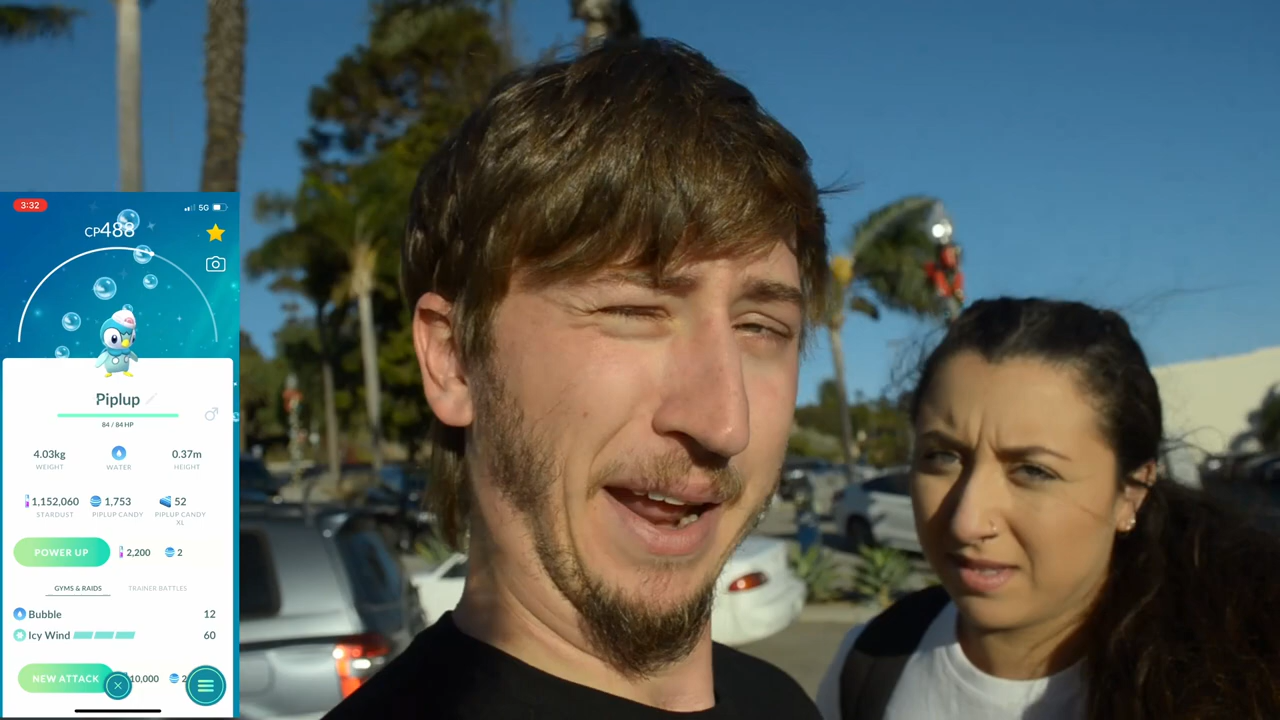 3:32
5G
CP488
Piplup
84 / 84 HP
4.03kg
WEIGHT
WATER
0.37m
HEIGHT
1,152,060
STARDUST
1,753
PIPLUP CANDY
52
PIPLUP CANDY XL
POWER UP
2,200
2
GYMS & RAIDS
TRAINER BATTLES
Bubble
12
Icy Wind
60
NEW ATTACK
10,000